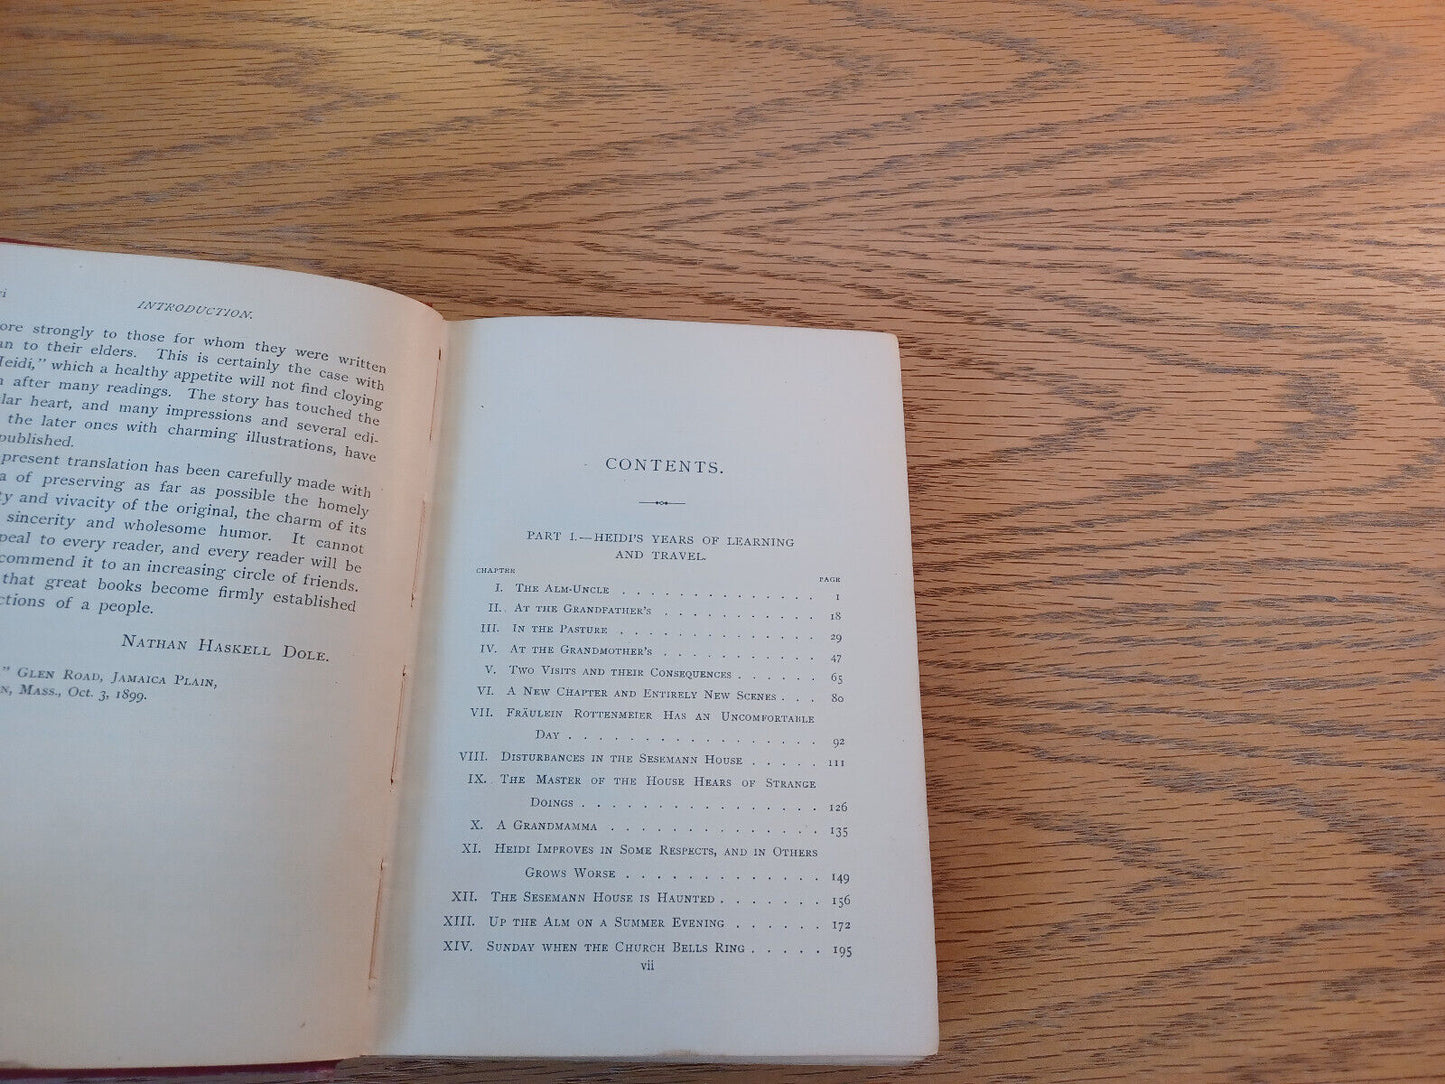 INTRODUCTION.
strongly to those for whom they were written
to their elders. This is certainly the case with
which a healthy appetite will not find cloying
after many readings. The story has touched the
heart, and many impressions and several edi-
the later ones with charming illustrations, have
published.
present translation has been carefully made with
of preserving as far as possible the homely
and vivacity of the original, the charm of its
sincerity and wholesome humor. It cannot
to every reader, and every reader will be
it to an increasing circle of friends.
that great books become firmly established
of a people.
NATHAN HASKELL DOLE.
" GLEN ROAD, JAMAICA PLAIN,
MASS., OCT. 3, 1899.
CONTENTS.
PART I.—HEIDI'S YEARS OF LEARNING
AND TRAVEL.
CHAPTER PAGE
I. THE ALM-UNCLE . . . . . . . . . . . . . . 1
II. AT THE GRANDFATHER'S . . . . . . . . . . . 18
III. IN THE PASTURE . . . . . . . . . . . . . . 29
IV. AT THE GRANDMOTHER'S . . . . . . . . . . . 47
V. TWO VISITS AND THEIR CONSEQUENCES . . . . . . 65
VI. A NEW CHAPTER AND ENTIRELY NEW SCENES . . . 80
VII. FRÄULEIN ROTTENMEIER HAS AN UNCOMFORTABLE
DAY . . . . . . . . . . . . . . . . . 92
VIII. DISTURBANCES IN THE SESEMANN HOUSE . . . . . 111
IX. THE MASTER OF THE HOUSE HEARS OF STRANGE
DOINGS . . . . . . . . . . . . . . . . 126
X. A GRANDMAMMA . . . . . . . . . . . . . . 135
XI. HEIDI IMPROVES IN SOME RESPECTS, AND IN OTHERS
GROWS WORSE . . . . . . . . . . . . . 149
XII. THE SESEMANN HOUSE IS HAUNTED . . . . . . . 156
XIII. UP THE ALM ON A SUMMER EVENING . . . . . . 172
XIV. SUNDAY WHEN THE CHURCH BELLS RING . . . . . 195
vii